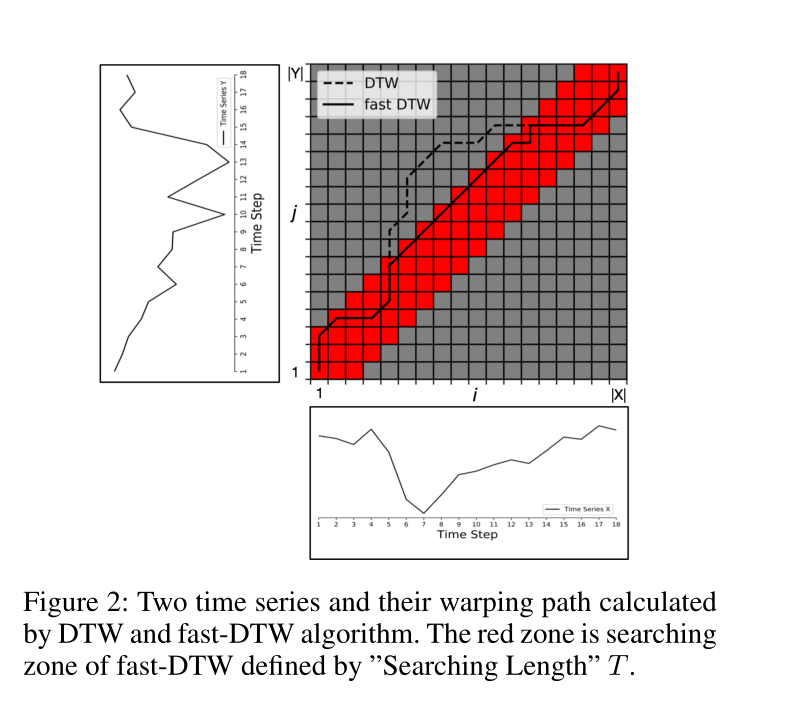 |Y|
DTW
fast DTW
j
1
1
i
|X|
Time Series Y
1 2 3 4 5 6 7 8 9 10 11 12 13 14 15 16 17 18
Time Step
Time Series X
1 2 3 4 5 6 7 8 9 10 11 12 13 14 15 16 17 18
Time Step
Figure 2: Two time series and their warping path calculated
by DTW and fast-DTW algorithm. The red zone is searching
zone of fast-DTW defined by ”Searching Length” T.